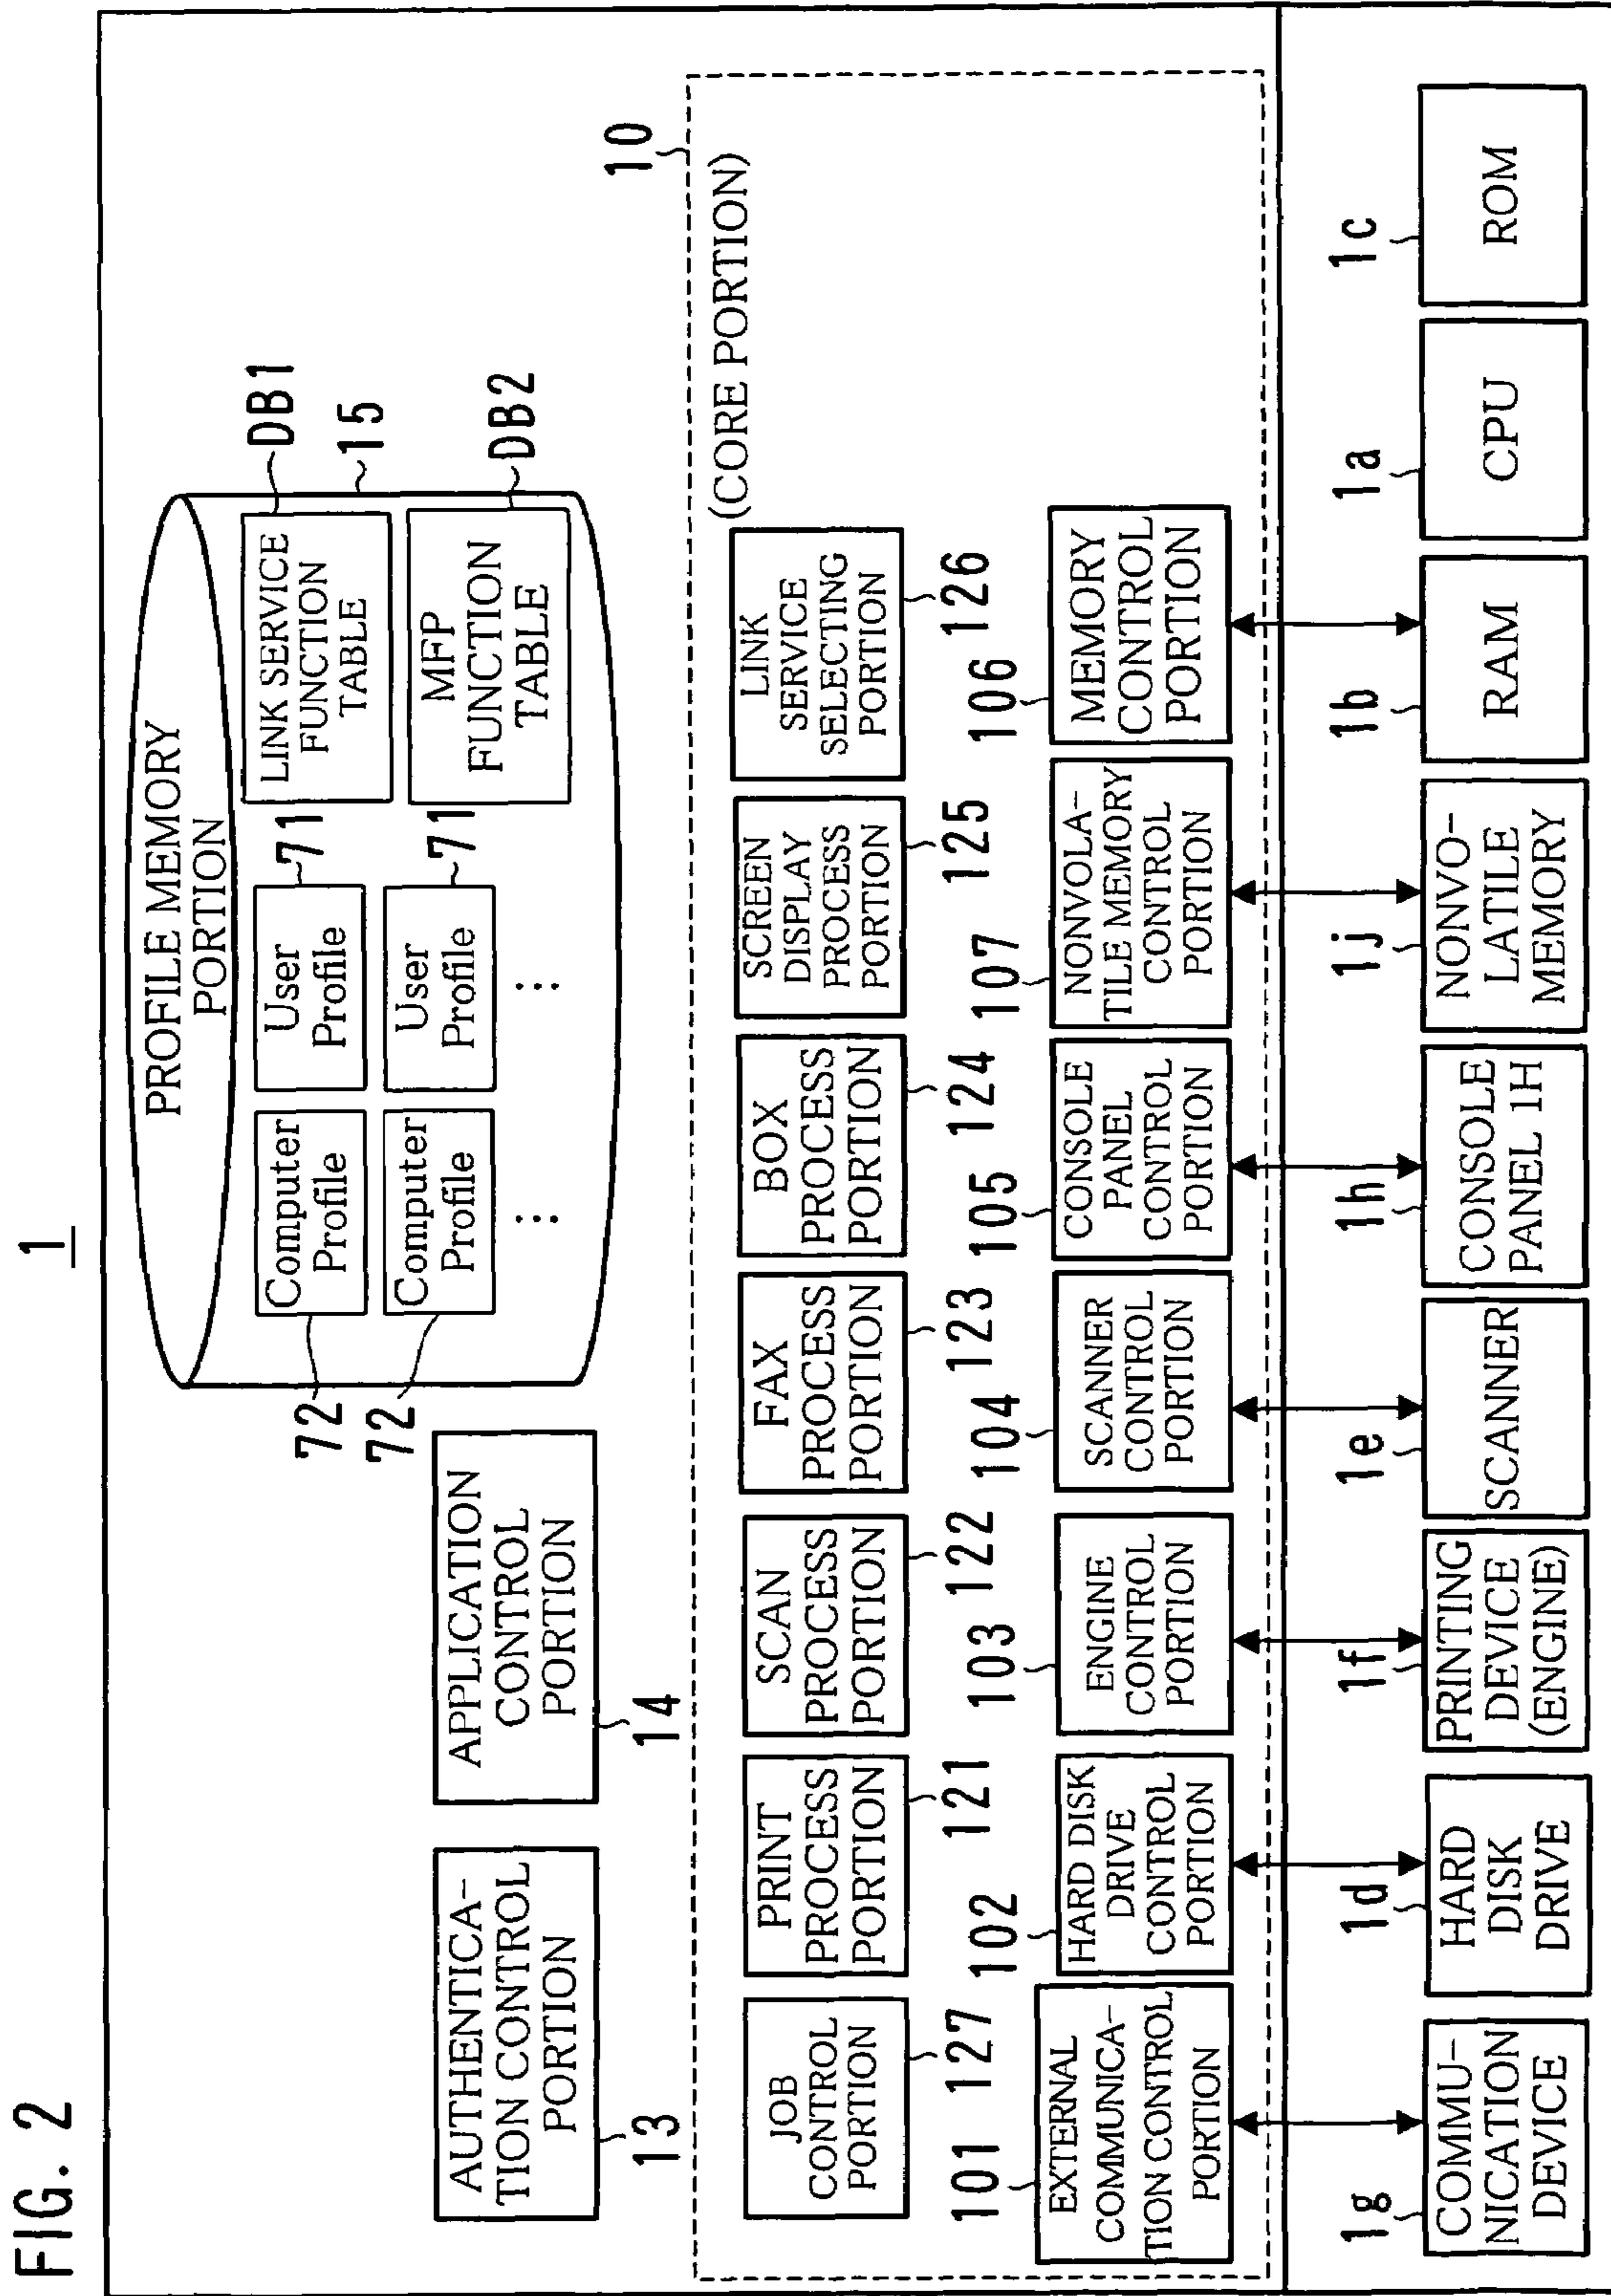 FIG. 2
1
PROFILE MEMORY
PORTION
Computer
Profile
User
Profile
71
LINK SERVICE
FUNCTION
TABLE
DB1
15
72
Computer
Profile
User
Profile
71
MFP
FUNCTION
TABLE
DB2
72
⋮
⋮
AUTHENTICA-
TION CONTROL
PORTION
13
APPLICATION
CONTROL
PORTION
14
10
(CORE PORTION)
JOB
CONTROL
PORTION
127
PRINT
PROCESS
PORTION
121
SCAN
PROCESS
PORTION
122
FAX
PROCESS
PORTION
123
BOX
PROCESS
PORTION
124
SCREEN
DISPLAY
PROCESS
PORTION
125
LINK
SERVICE
SELECTING
PORTION
126
101
EXTERNAL
COMMUNICA-
TION CONTROL
PORTION
102
HARD DISK
DRIVE
CONTROL
PORTION
103
ENGINE
CONTROL
PORTION
104
SCANNER
CONTROL
PORTION
105
CONSOLE
PANEL
CONTROL
PORTION
107
NONVOLA-
TILE MEMORY
CONTROL
PORTION
106
MEMORY
CONTROL
PORTION
1g
COMMU-
NICATION
DEVICE
1d
HARD
DISK
DRIVE
1f
PRINTING
DEVICE
(ENGINE)
1e
SCANNER
1h
CONSOLE
PANEL 1H
1j
NONVO-
LATILE
MEMORY
1b
RAM
1a
CPU
1c
ROM